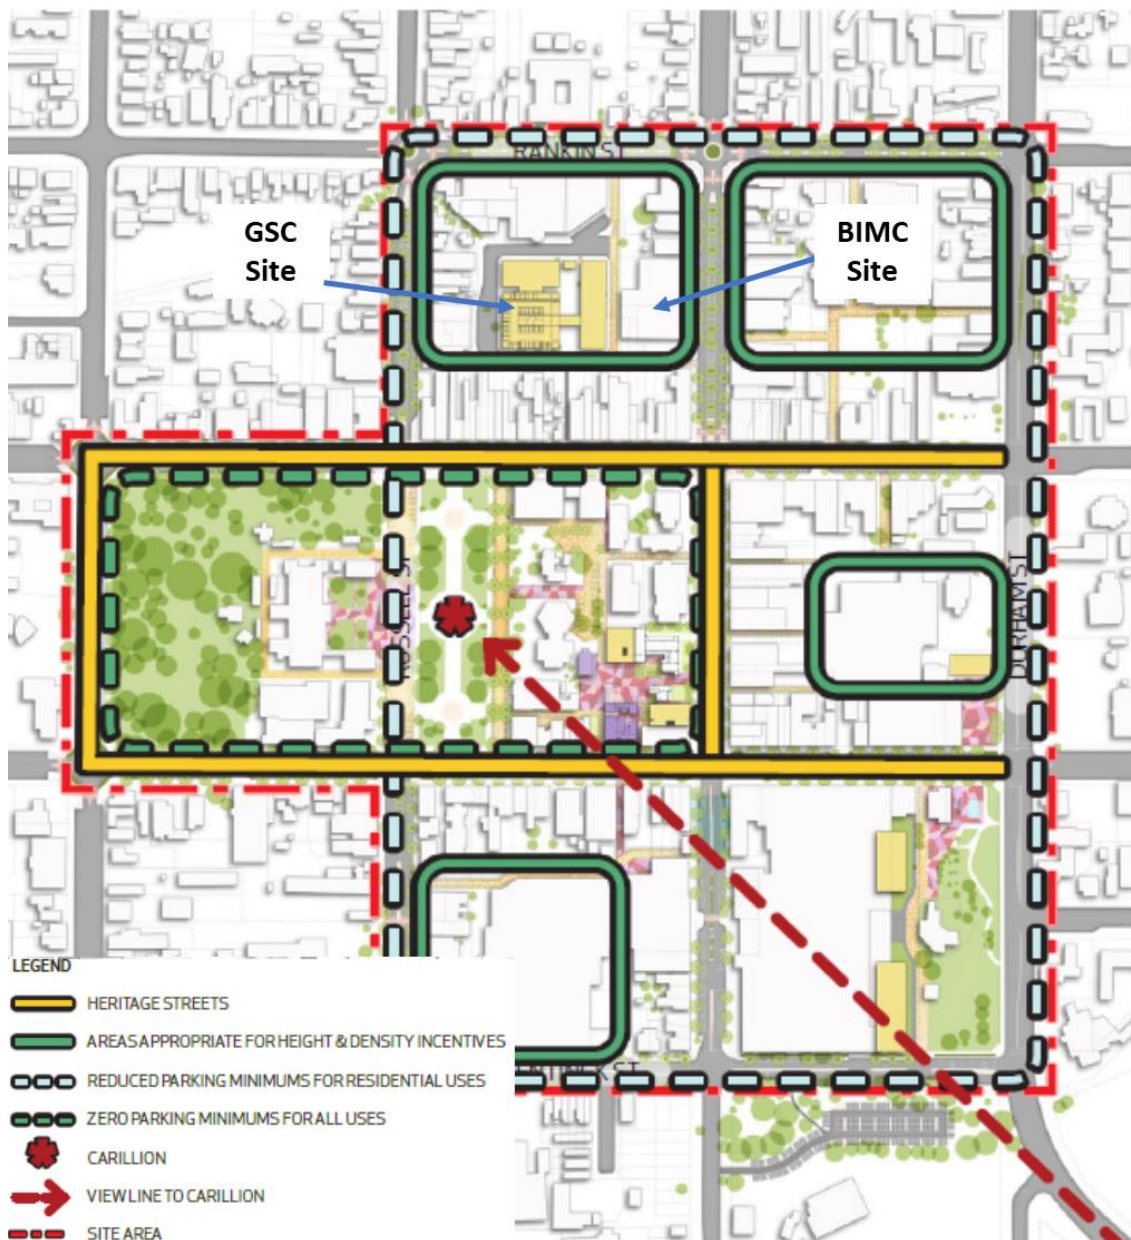 RANKIN ST
GSC
Site
BIMC
Site
RUSSELL ST
DURHAM ST
LEGEND
HERITAGE STREETS
AREAS APPROPRIATE FOR HEIGHT & DENSITY INCENTIVES
REDUCED PARKING MINIMUMS FOR RESIDENTIAL USES
ZERO PARKING MINIMUMS FOR ALL USES
CARILLION
VIEW LINE TO CARILLION
SITE AREA